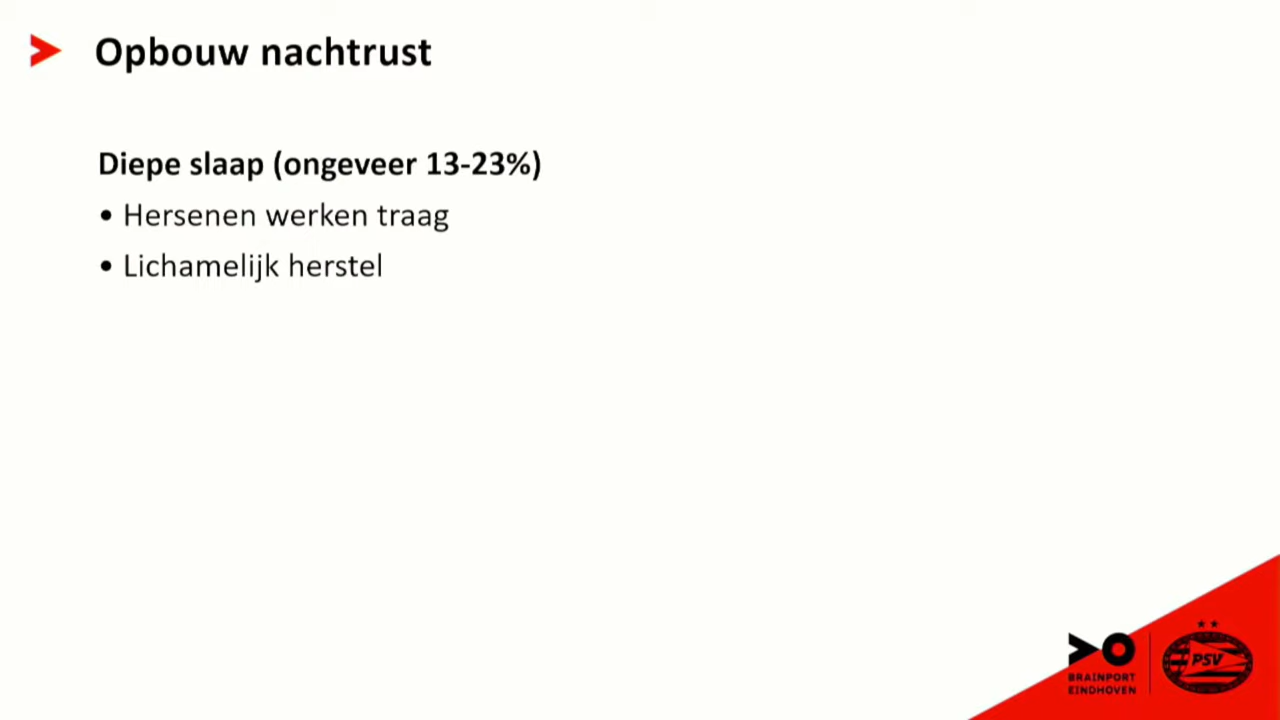 Opbouw nachtrust
Diepe slaap (ongeveer 13-23%)
• Hersenen werken traag
• Lichamelijk herstel
BRAINPORT
EINDHOVEN
PSV